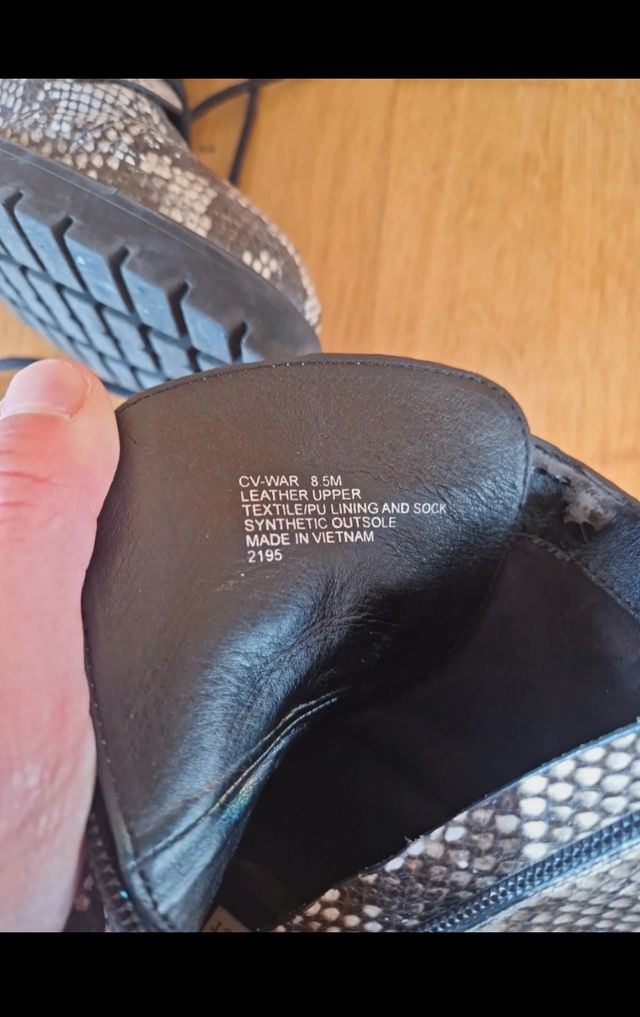 CV-WAR 8.5M
LEATHER UPPER
TEXTILE/PU LINING AND SOCK
SYNTHETIC OUTSOLE
MADE IN VIETNAM
2195